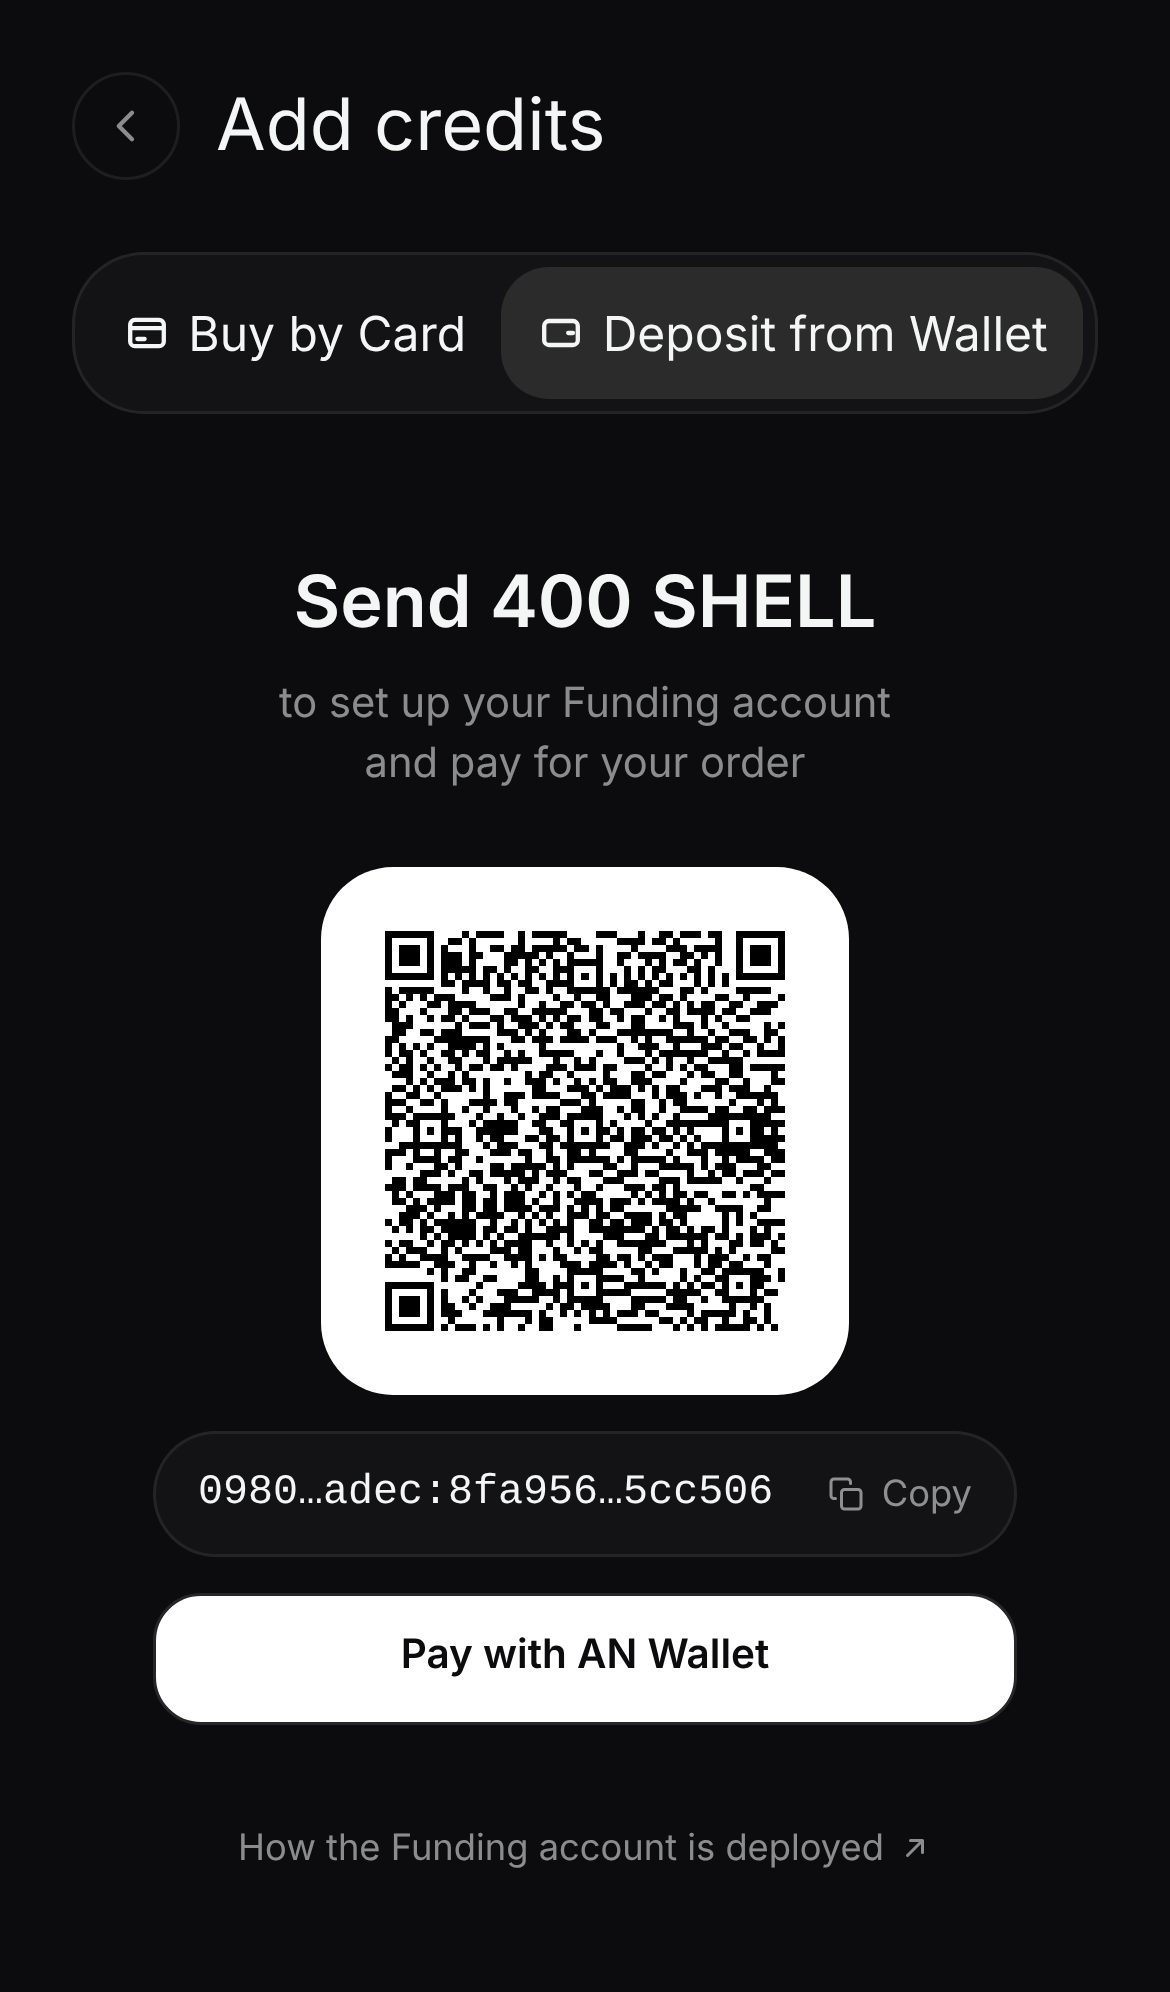 Add credits
Buy by Card
Deposit from Wallet
Send 400 SHELL
to set up your Funding account
and pay for your order
0980…adec:8fa956…5cc506
Copy
Pay with AN Wallet
How the Funding account is deployed ↗